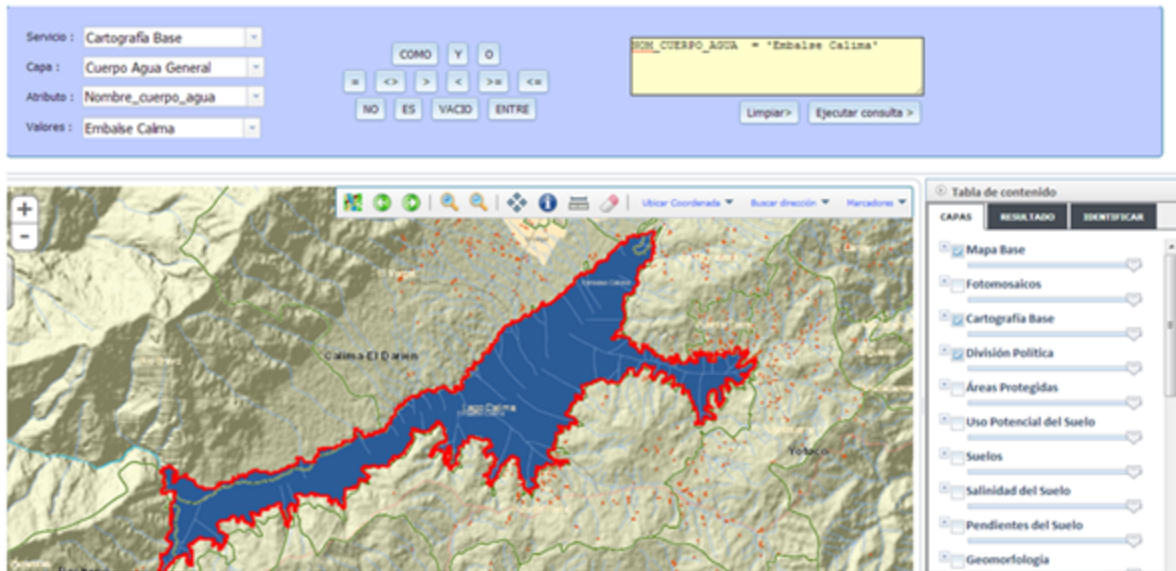 Servicio :
Cartografía Base
Capa :
Cuerpo Agua General
Atributo :
Nombre_cuerpo_agua
Valores :
Embalse Calima
COMO Y O
= <> > < >= <=
NO ES VACIO ENTRE
NOM_CUERPO_AGUA = 'Embalse Calima'
Limpiar> Ejecutar consulta >
+
-
Ubicar Coordenada Buscar dirección Marcadores
Embalse Calima
Calima El Darien
Lago Calima
Yotoco
Tabla de contenido
CAPAS RESULTADO IDENTIFICAR
Mapa Base
Fotomosaicos
Cartografía Base
División Política
Áreas Protegidas
Uso Potencial del Suelo
Suelos
Salinidad del Suelo
Pendientes del Suelo
Geomorfología